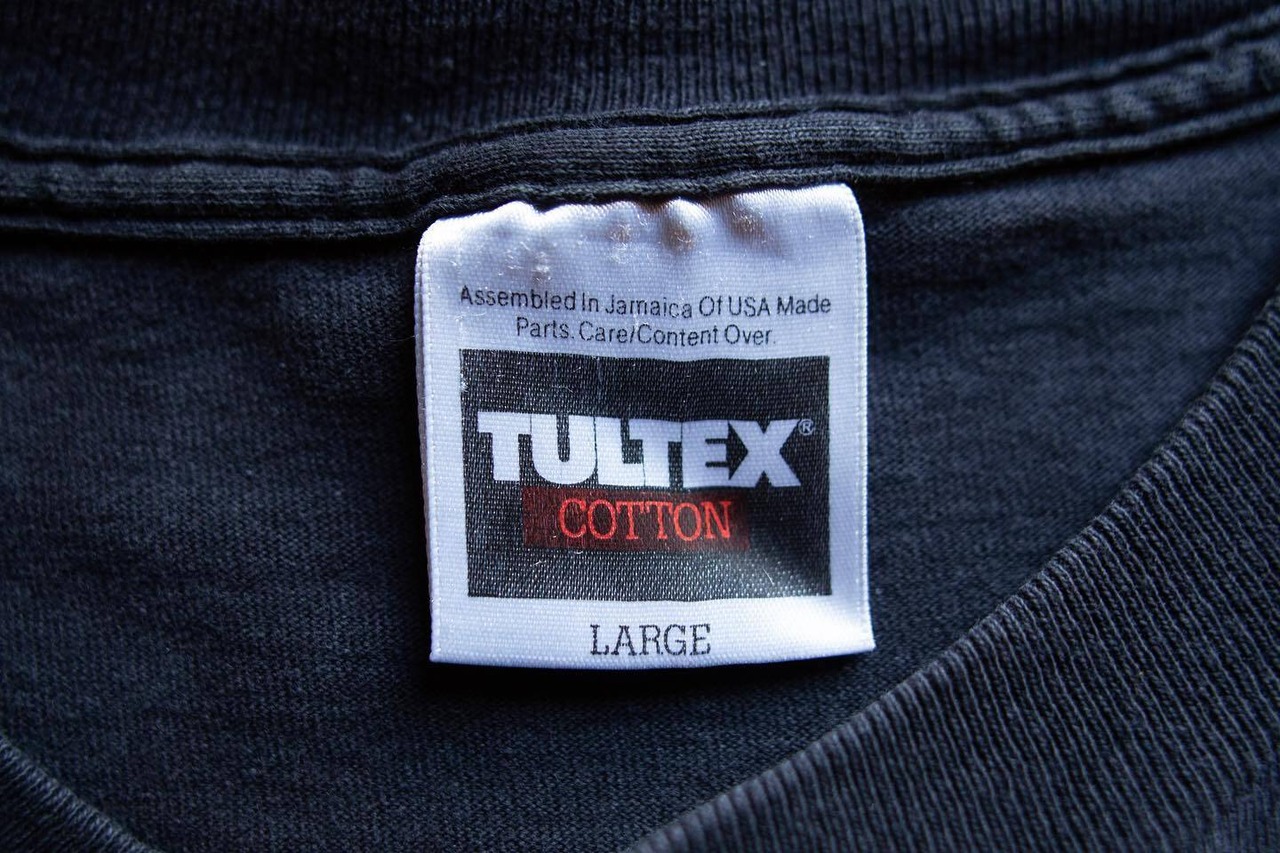 Assembled In Jamaica Of USA Made
Parts. Care/Content Over.
TULTEX®
COTTON
LARGE